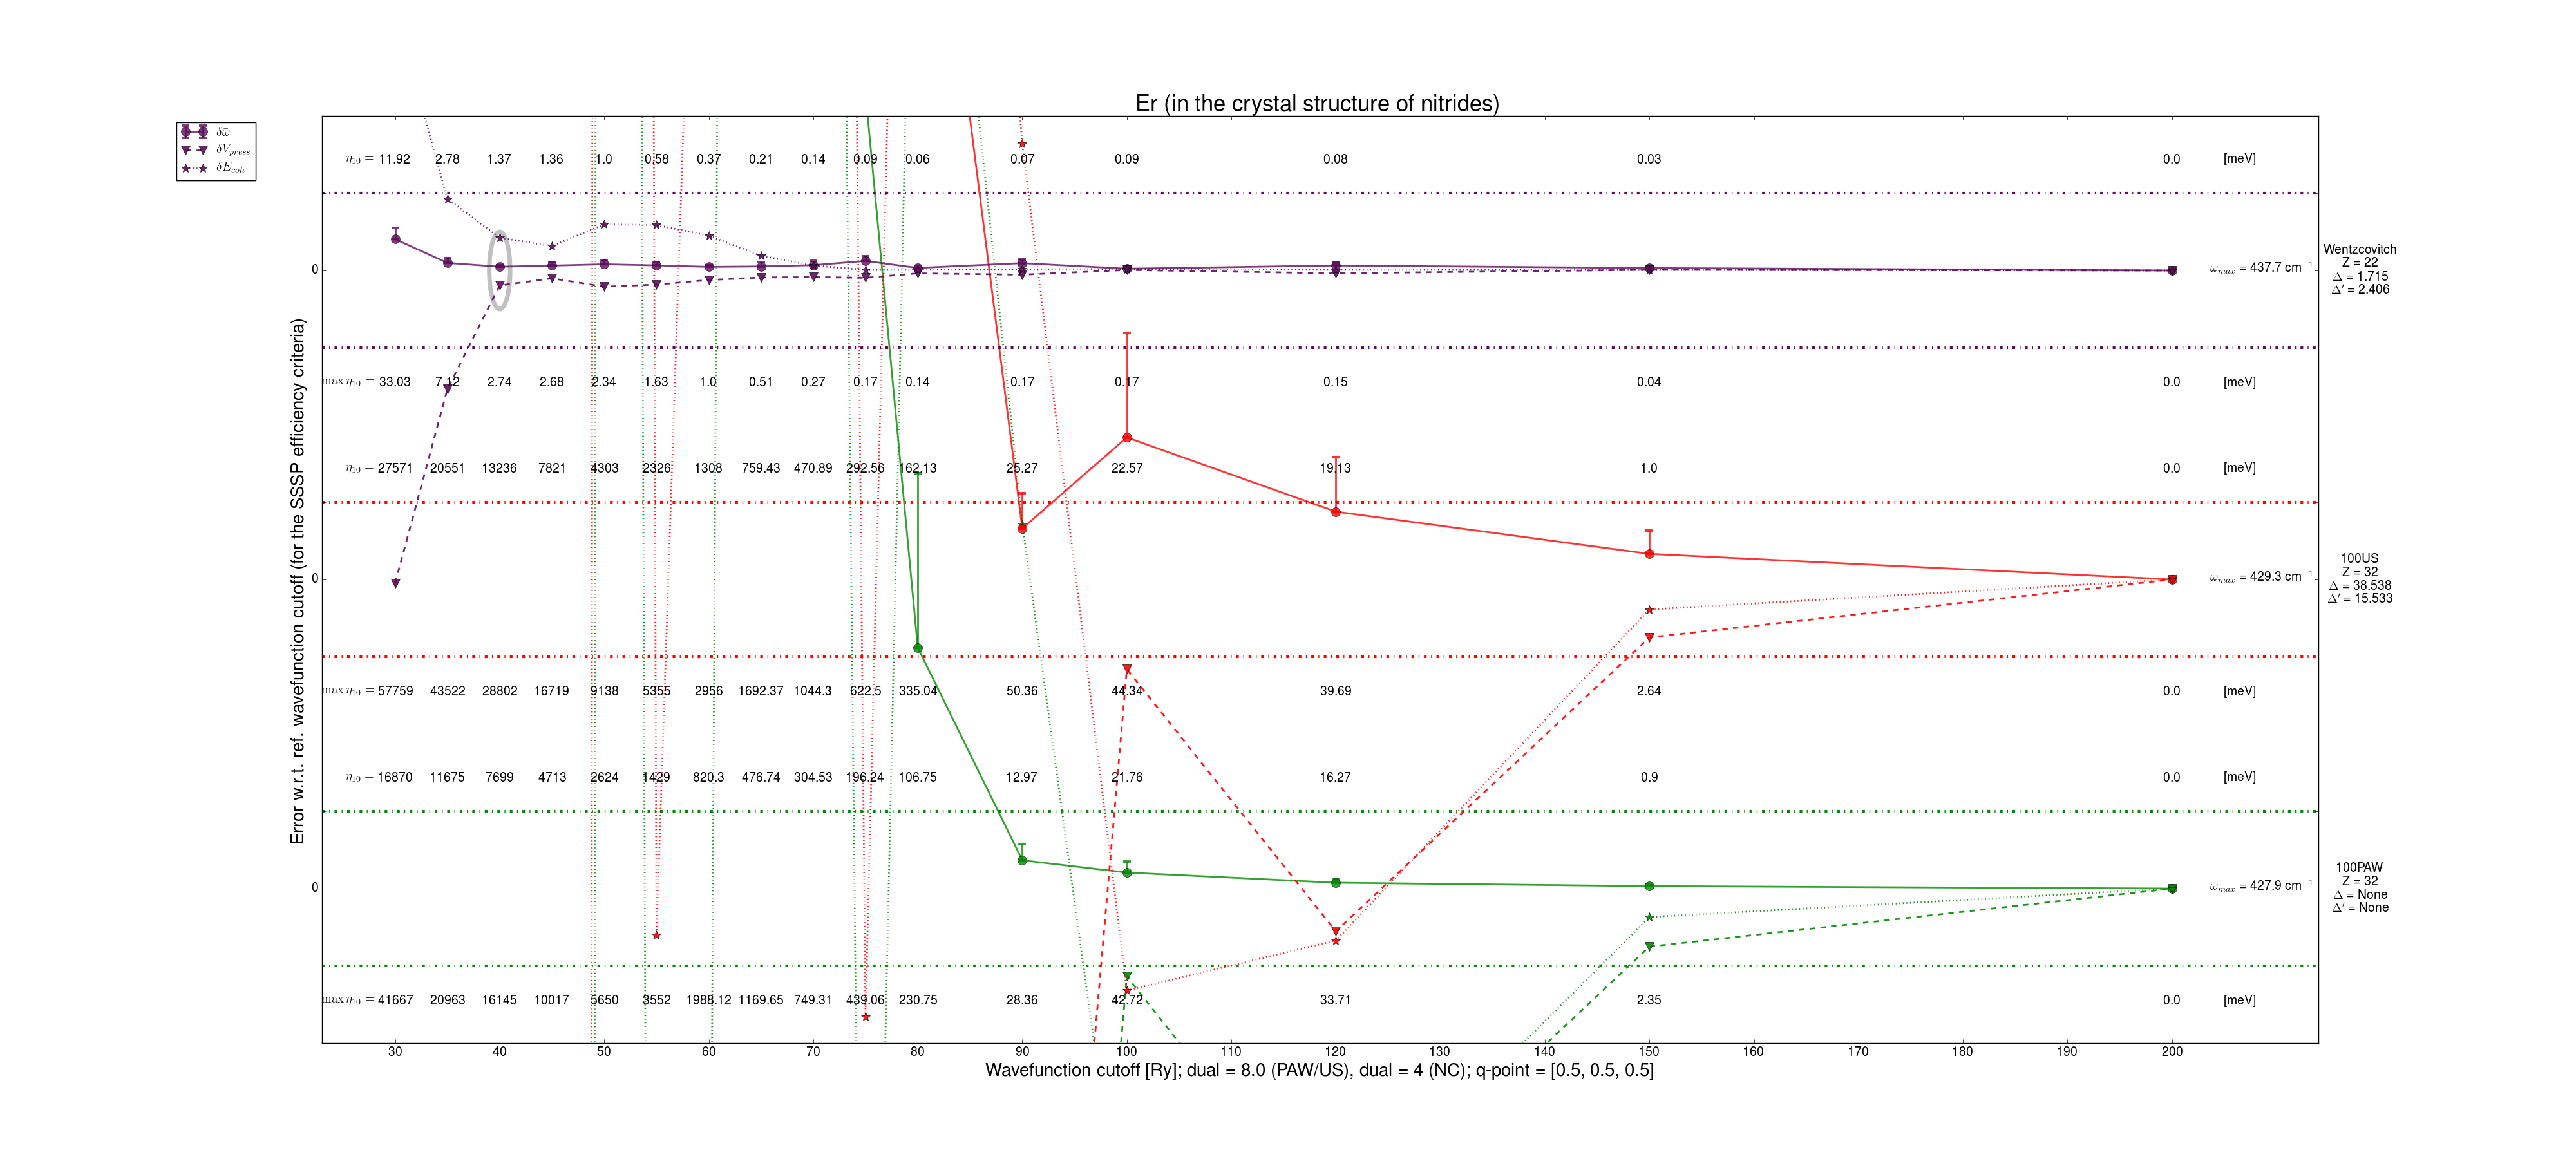 Er (in the crystal structure of nitrides)
δω̄
δV_press
δE_coh
η₁₀ = 11.92 2.78 1.37 1.36 1.0 0.58 0.37 0.21 0.14 0.09 0.06 0.07 0.09 0.08 0.03 0.0 [meV]
0
ω_max = 437.7 cm⁻¹
Wentzcovitch
Z = 22
Δ = 1.715
Δ′ = 2.406
max η₁₀ = 33.03 7.12 2.74 2.68 2.34 1.63 1.0 0.51 0.27 0.17 0.14 0.17 0.17 0.15 0.04 0.0 [meV]
η₁₀ = 27571 20551 13236 7821 4303 2326 1308 759.43 470.89 292.56 162.13 25.27 22.57 19.13 1.0 0.0 [meV]
0
ω_max = 429.3 cm⁻¹
100US
Z = 32
Δ = 38.538
Δ′ = 15.533
max η₁₀ = 57759 43522 28802 16719 9138 5355 2956 1692.37 1044.3 622.5 335.04 50.36 44.34 39.69 2.64 0.0 [meV]
η₁₀ = 16870 11675 7699 4713 2624 1429 820.3 476.74 304.53 196.24 106.75 12.97 21.76 16.27 0.9 0.0 [meV]
0
ω_max = 427.9 cm⁻¹
100PAW
Z = 32
Δ = None
Δ′ = None
max η₁₀ = 41667 20963 16145 10017 5650 3552 1988.12 1169.65 749.31 439.06 230.75 28.36 42.72 33.71 2.35 0.0 [meV]
30 40 50 60 70 80 90 100 110 120 130 140 150 160 170 180 190 200
Wavefunction cutoff [Ry]; dual = 8.0 (PAW/US), dual = 4 (NC); q-point = [0.5, 0.5, 0.5]
Error w.r.t. ref. wavefunction cutoff (for the SSSP efficiency criteria)